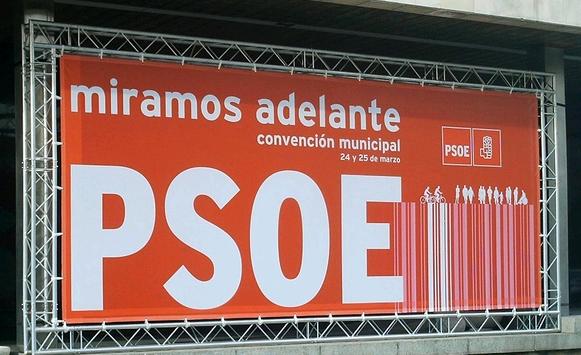 miramos adelante
convención municipal
24 y 25 de marzo
PSOE
PSOE